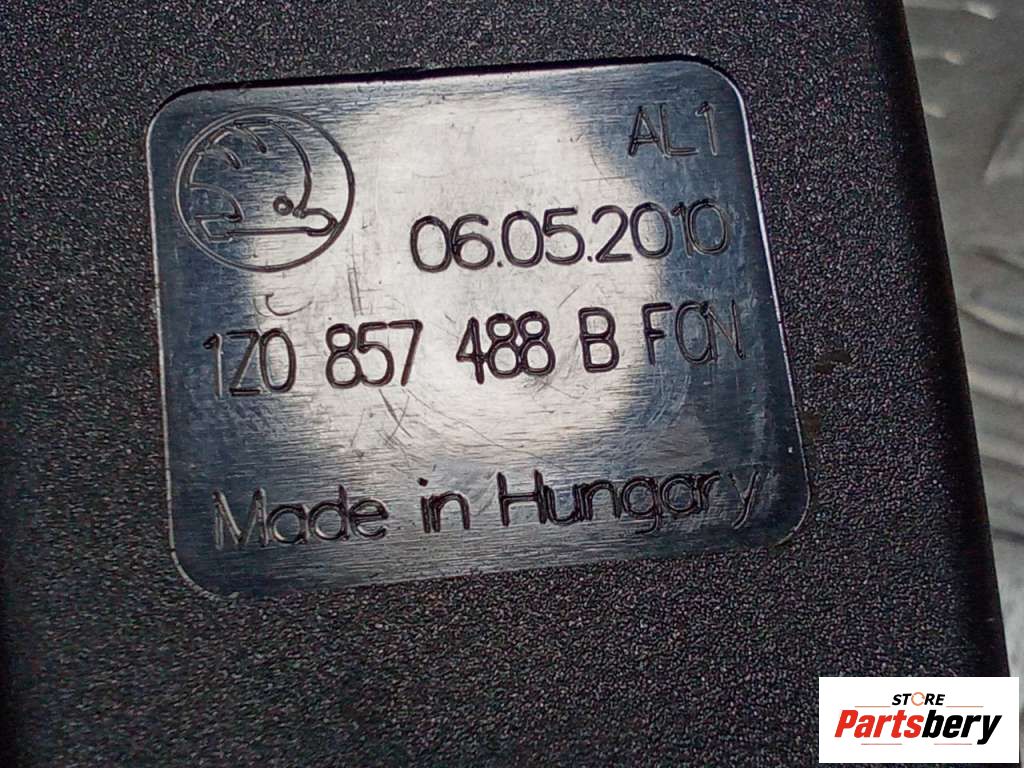 AL1
06.05.2010
1Z0 857 488 B FQN
Made in Hungary
STORE
Partsbery